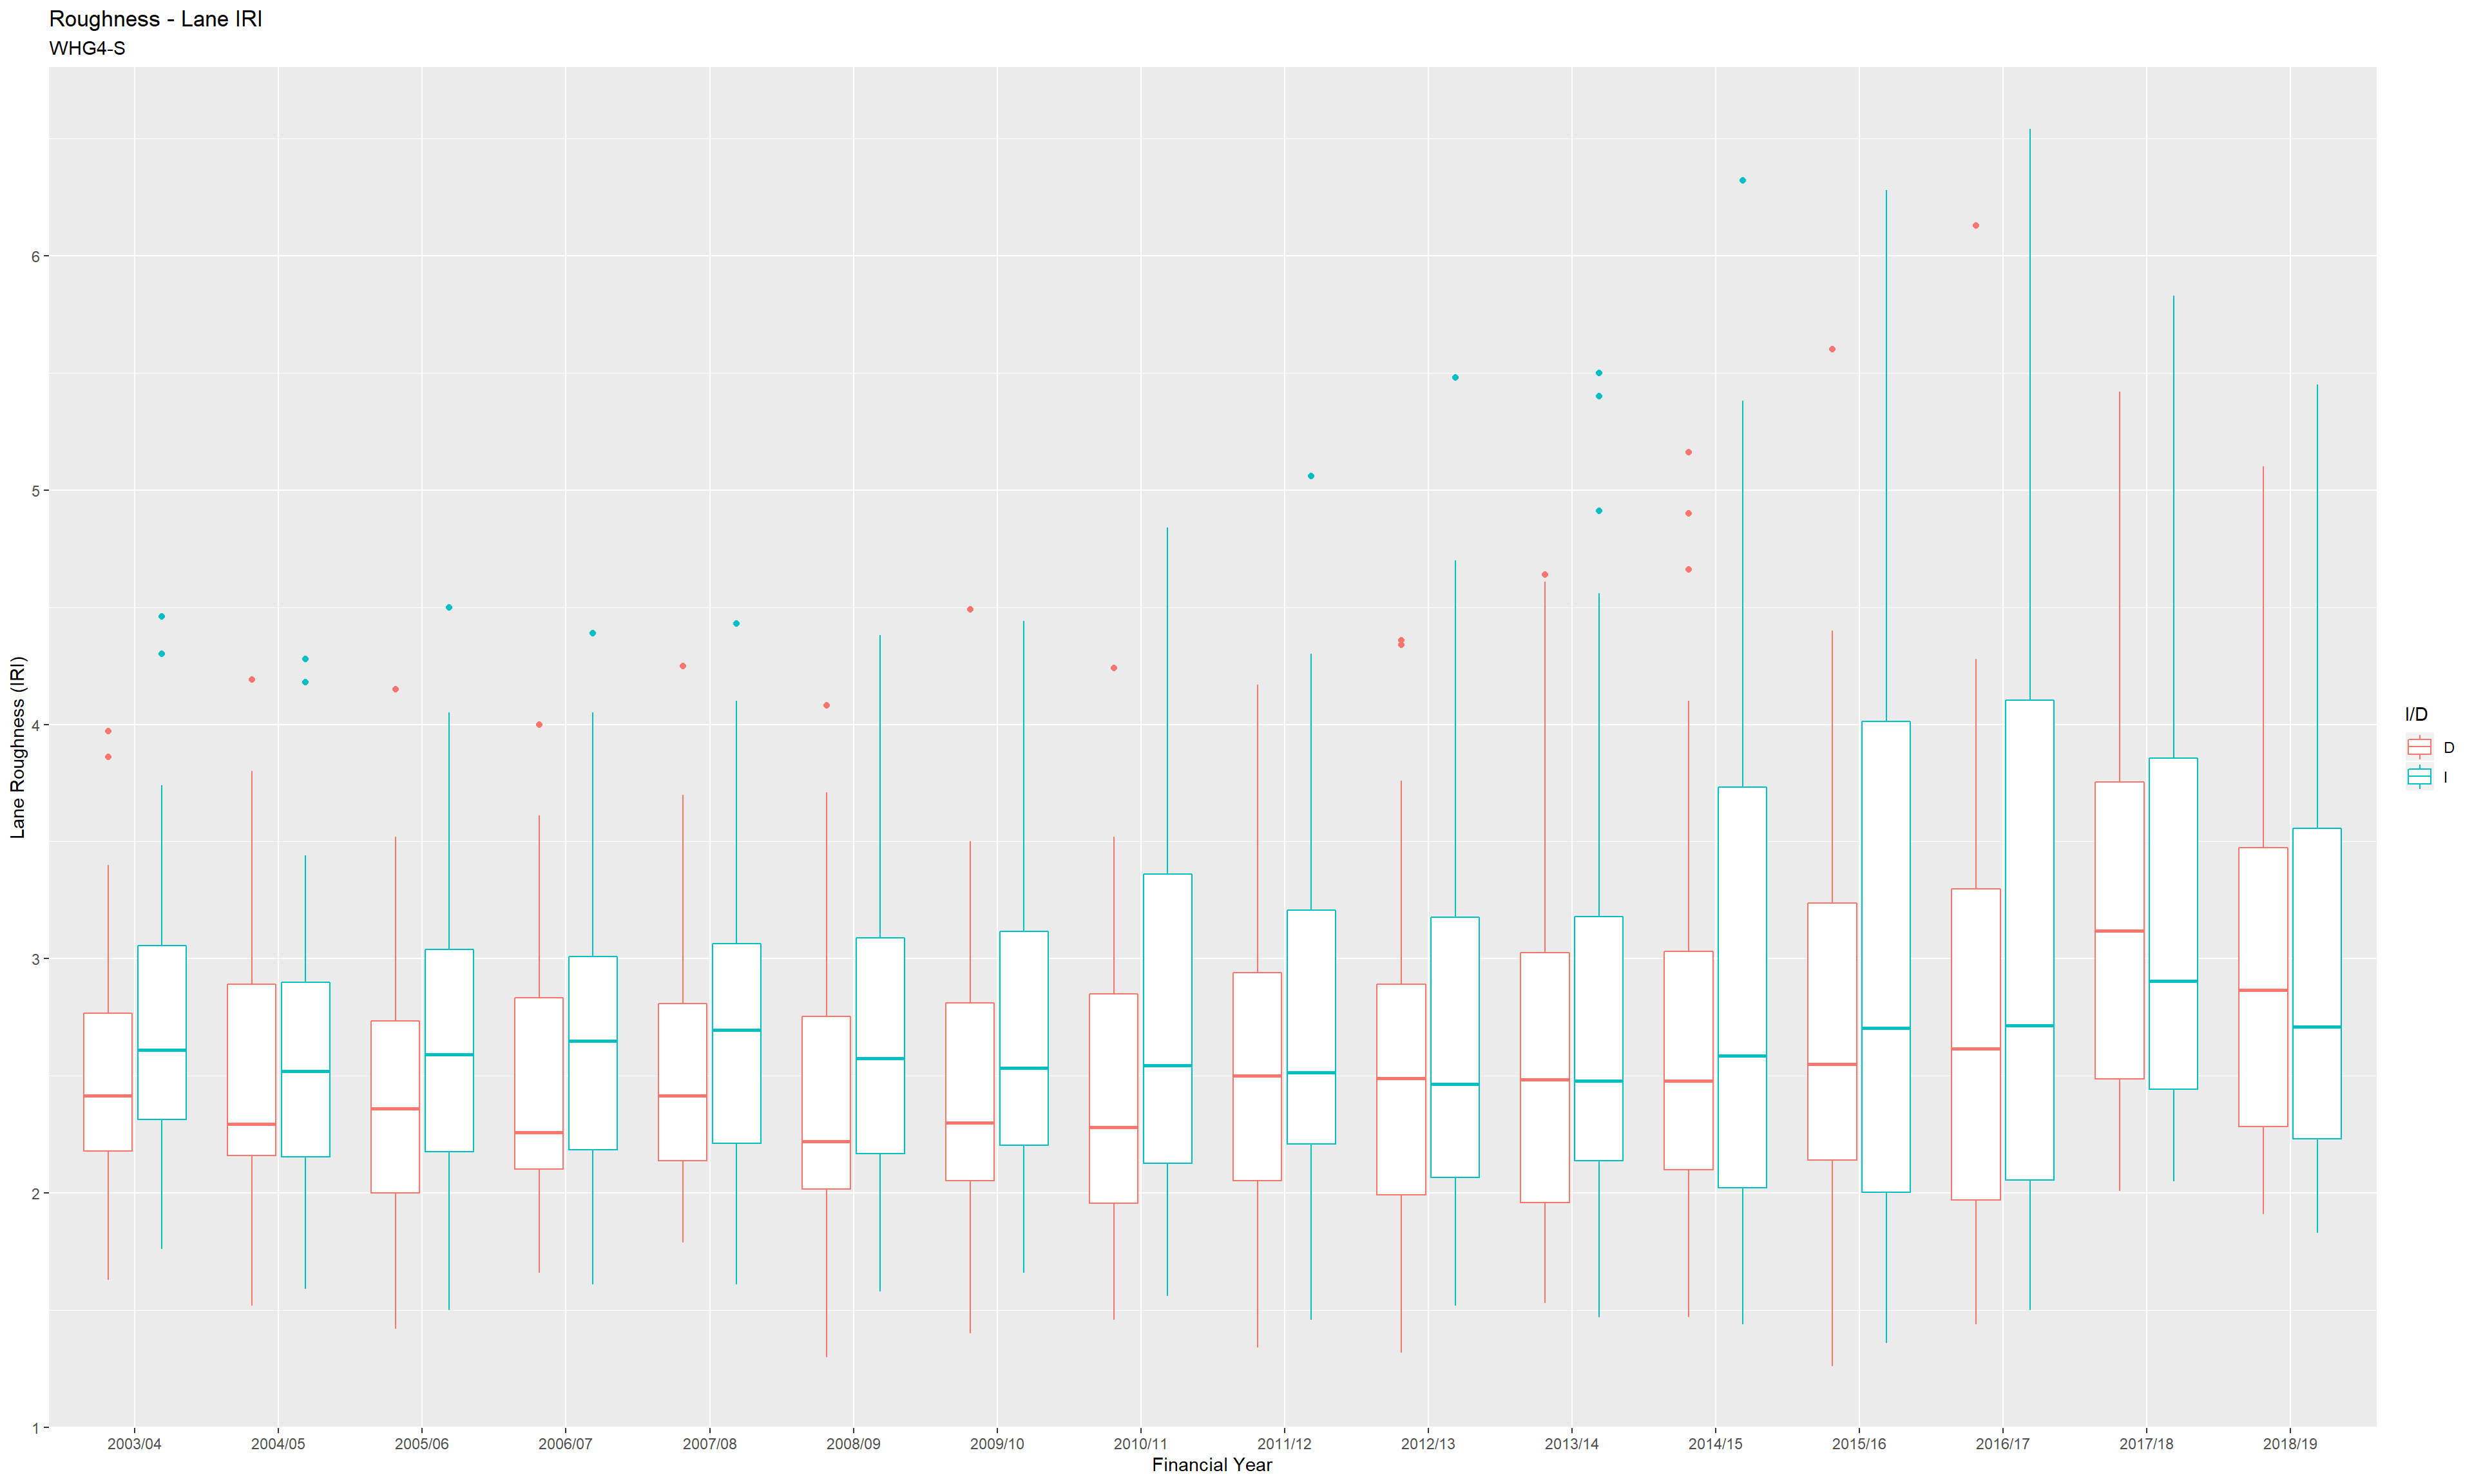 Roughness - Lane IRI
WHG4-S
Lane Roughness (IRI)
6
5
4
3
2
1
2003/04 2004/05 2005/06 2006/07 2007/08 2008/09 2009/10 2010/11 2011/12 2012/13 2013/14 2014/15 2015/16 2016/17 2017/18 2018/19
Financial Year
I/D
D
I